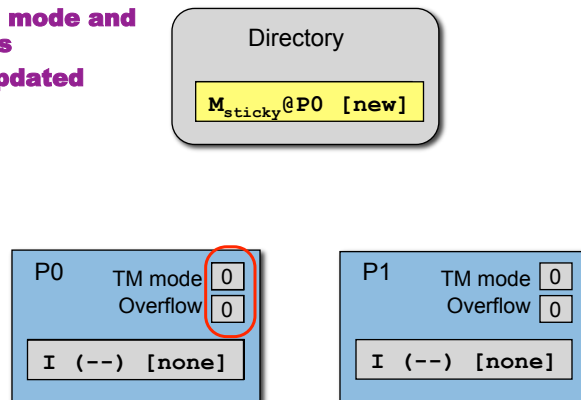 mode and
s
pdated
Directory
M_sticky@P0 [new]
P0
TM mode 0
Overflow 0
I (--) [none]
P1
TM mode 0
Overflow 0
I (--) [none]